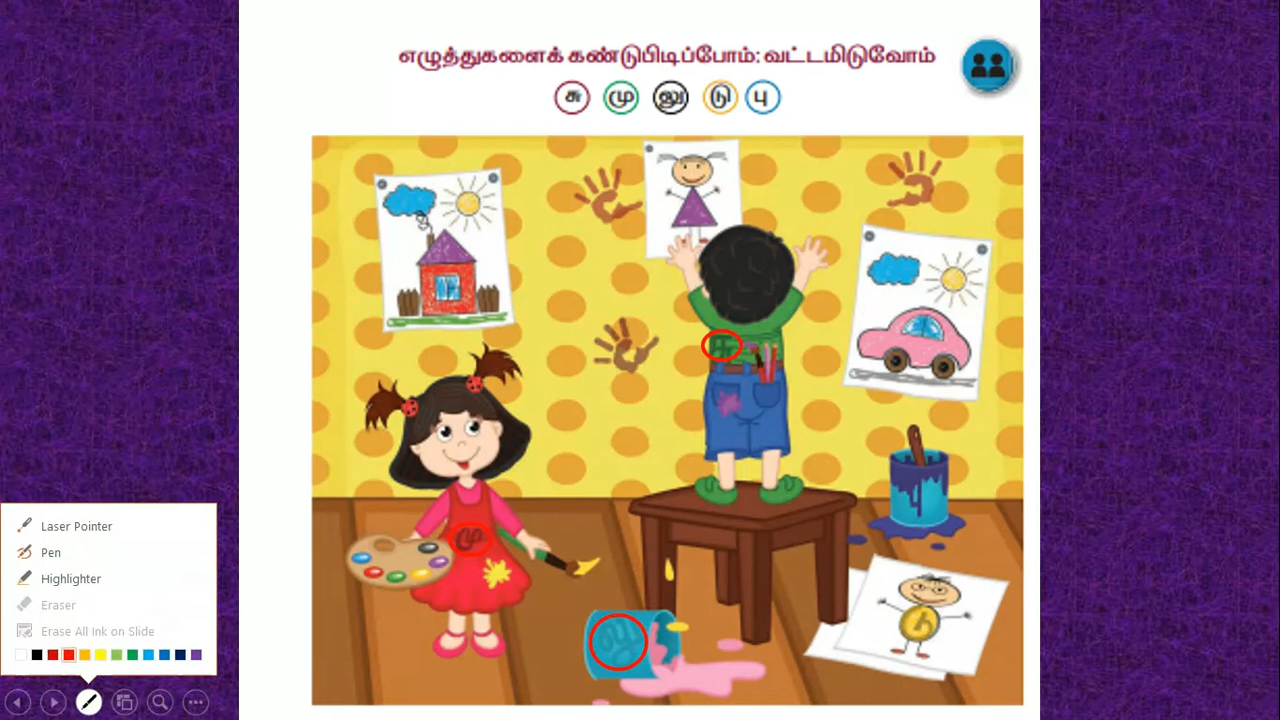 எழுத்துகளைக் கண்டுபிடிப்போம்: வட்டமிடுவோம்
சு மு லு டு பு
மு
Laser Pointer
Pen
Highlighter
Eraser
Erase All Ink on Slide